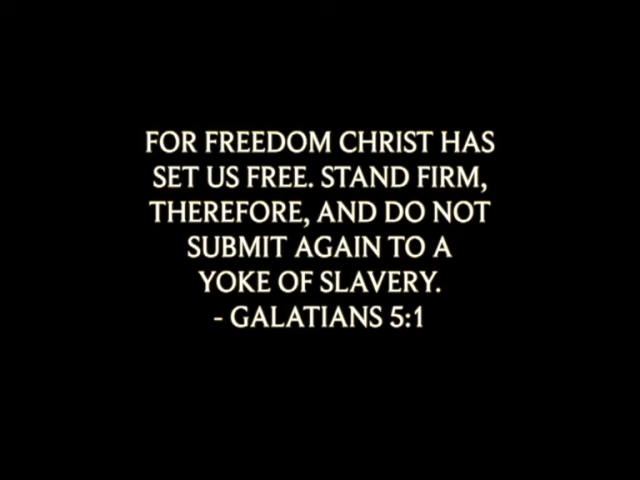 FOR FREEDOM CHRIST HAS
SET US FREE. STAND FIRM,
THEREFORE, AND DO NOT
SUBMIT AGAIN TO A
YOKE OF SLAVERY.
- GALATIANS 5:1